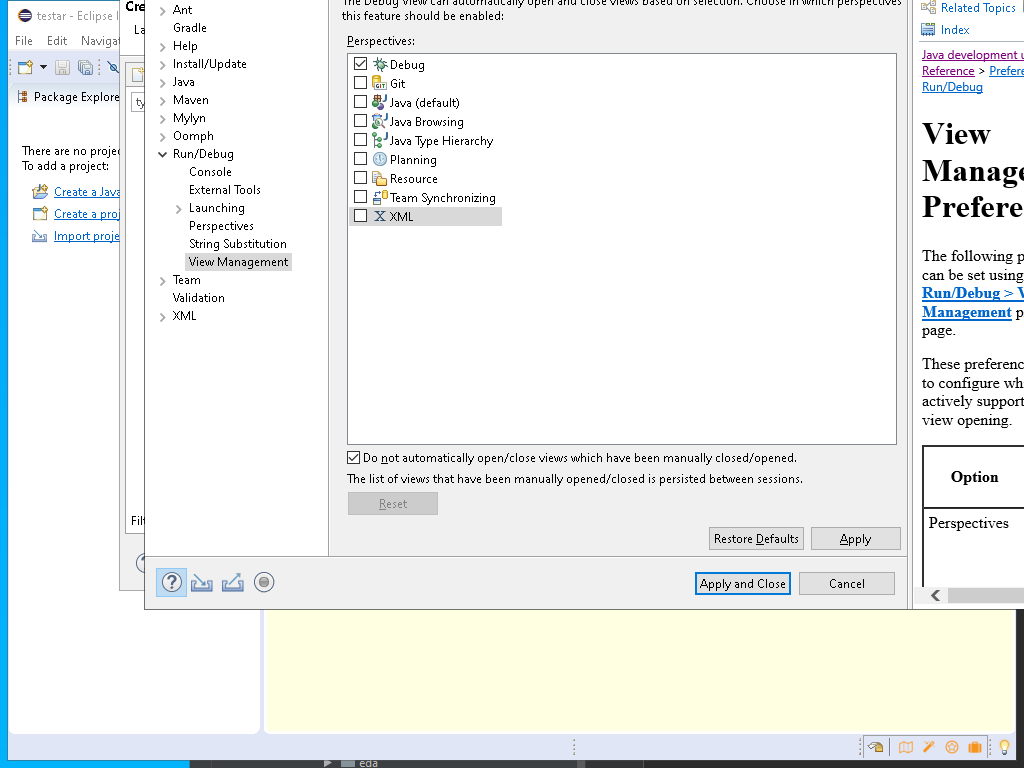 testar - Eclipse I
File Edit Navigat
Package Explore
There are no projec
To add a project:
Create a Java
Create a proj
Import proje
Cre
La
ty
Filt
Ant
Gradle
Help
Install/Update
Java
Maven
Mylyn
Oomph
Run/Debug
Console
External Tools
Launching
Perspectives
String Substitution
View Management
Team
Validation
XML
The Debug View can automatically open and close views based on selection. Choose in which perspectives
this feature should be enabled:
Perspectives:
Debug
Git
Java (default)
Java Browsing
Java Type Hierarchy
Planning
Resource
Team Synchronizing
XML
Do not automatically open/close views which have been manually closed/opened.
The list of views that have been manually opened/closed is persisted between sessions.
Reset
Restore Defaults
Apply
Apply and Close
Cancel
Related Topics
Index
Java development u
Reference > Prefere
Run/Debug
View
Manage
Prefere
The following p
can be set using
Run/Debug > V
Management p
page.
These preferenc
to configure whi
actively support
view opening.
Option
Perspectives
eda